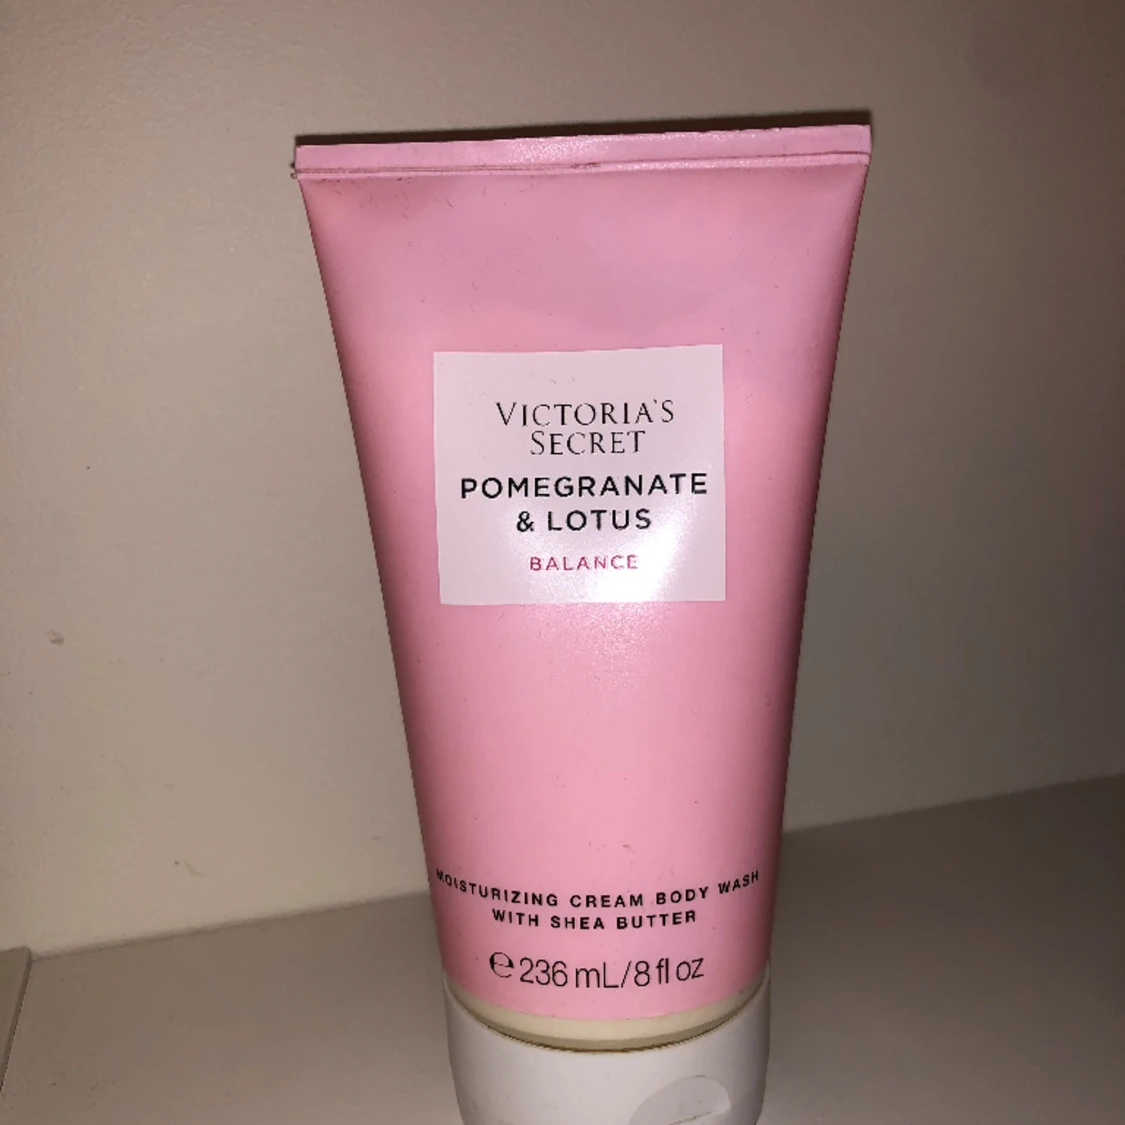 VICTORIA'S
SECRET
POMEGRANATE
& LOTUS
BALANCE
MOISTURIZING CREAM BODY WASH
WITH SHEA BUTTER
℮ 236 mL/8 fl oz